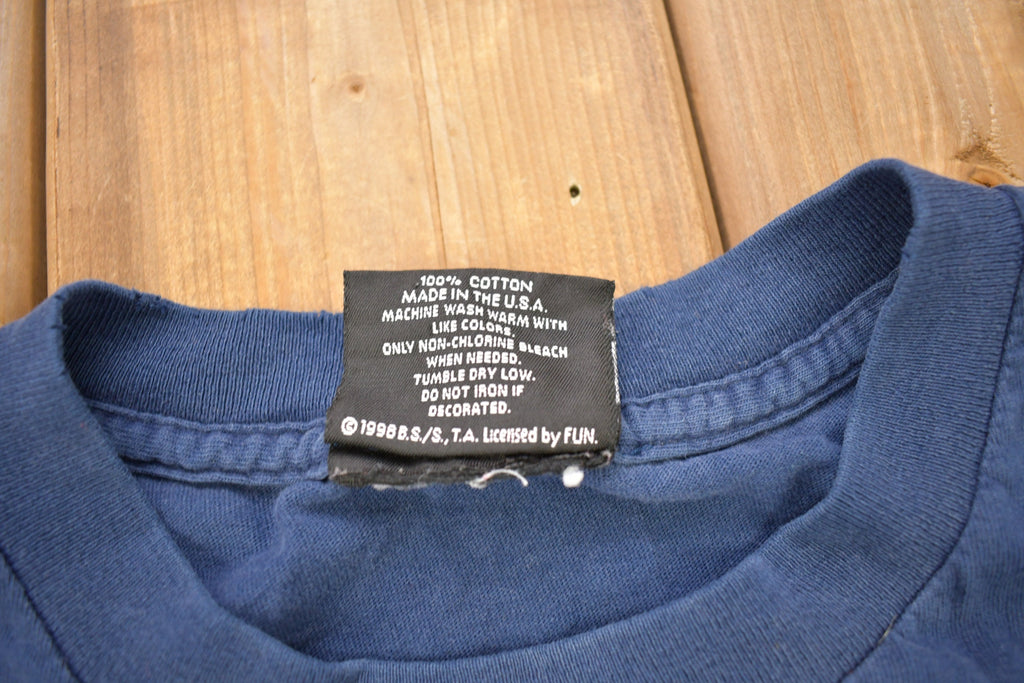 100% COTTON
MADE IN THE U.S.A.
MACHINE WASH WARM WITH
LIKE COLORS.
ONLY NON-CHLORINE BLEACH
WHEN NEEDED.
TUMBLE DRY LOW.
DO NOT IRON IF
DECORATED.
©1998 B.S./S., T.A. Licensed by FUN.